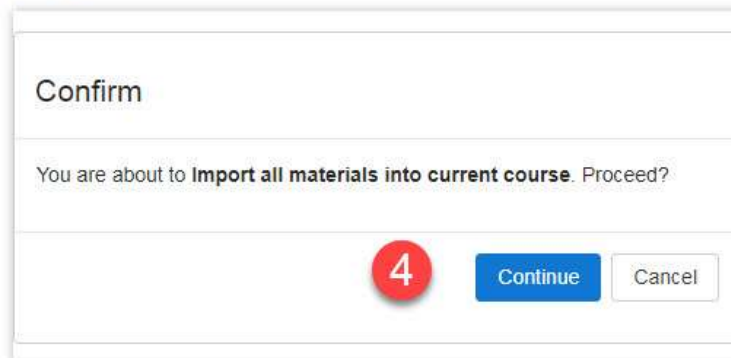 Confirm
You are about to Import all materials into current course. Proceed?
4 Continue Cancel